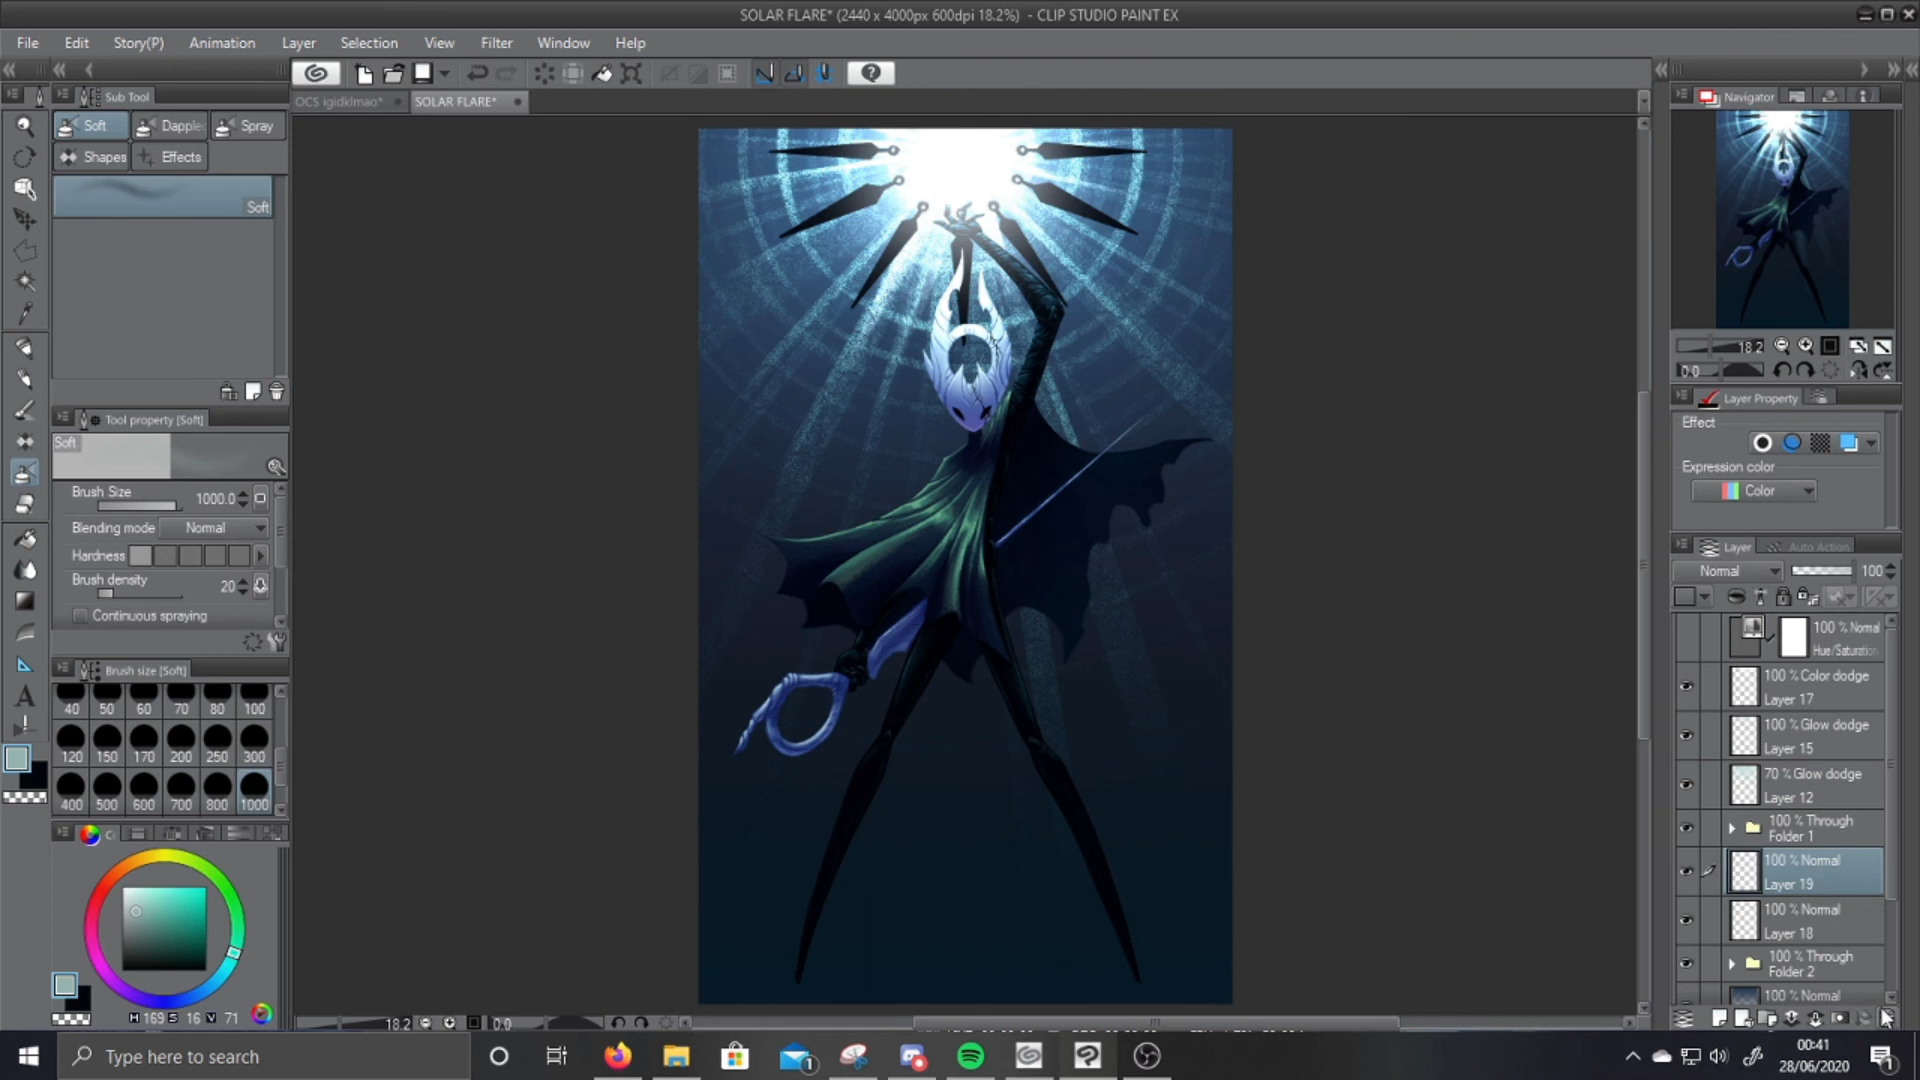 SOLAR FLARE* (2440 x 4000px 600dpi 18.2%) - CLIP STUDIO PAINT EX
File Edit Story(P) Animation Layer Selection View Filter Window Help
Sub Tool
Navigator
OCS igidklmao*
SOLAR FLARE*
Soft
Dapple
Spray
Shapes
Effects
Soft
18.2
0.0
Layer Property
Tool property [Soft]
Effect
Soft
Expression color
Color
Brush Size 1000.0
Blending mode Normal
Hardness
Brush density 20
Continuous spraying
Layer
Auto Action
Normal 100
100 % Normal
Hue/Saturation
Brush size [Soft]
100 % Color dodge
Layer 17
40 50 60 70 80 100
100 % Glow dodge
Layer 15
120 150 170 200 250 300
70 % Glow dodge
Layer 12
400 500 600 700 800 1000
100 % Through
Folder 1
100 % Normal
Layer 19
100 % Normal
Layer 18
100 % Through
Folder 2
100 % Normal
H 169 S 16 V 71
18.2
0.0
Type here to search
1
00:41
28/06/2020
1